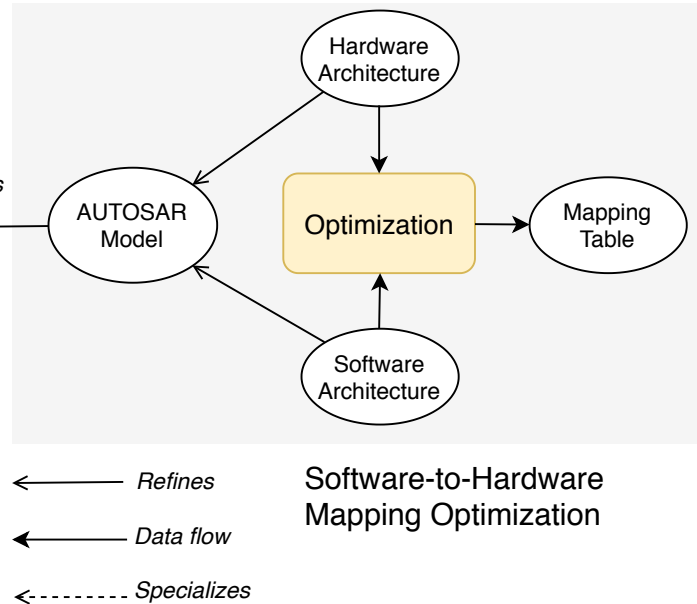 Hardware
Architecture
s
AUTOSAR
Model
Optimization
Mapping
Table
Software
Architecture
Refines
Data flow
Specializes
Software-to-Hardware
Mapping Optimization